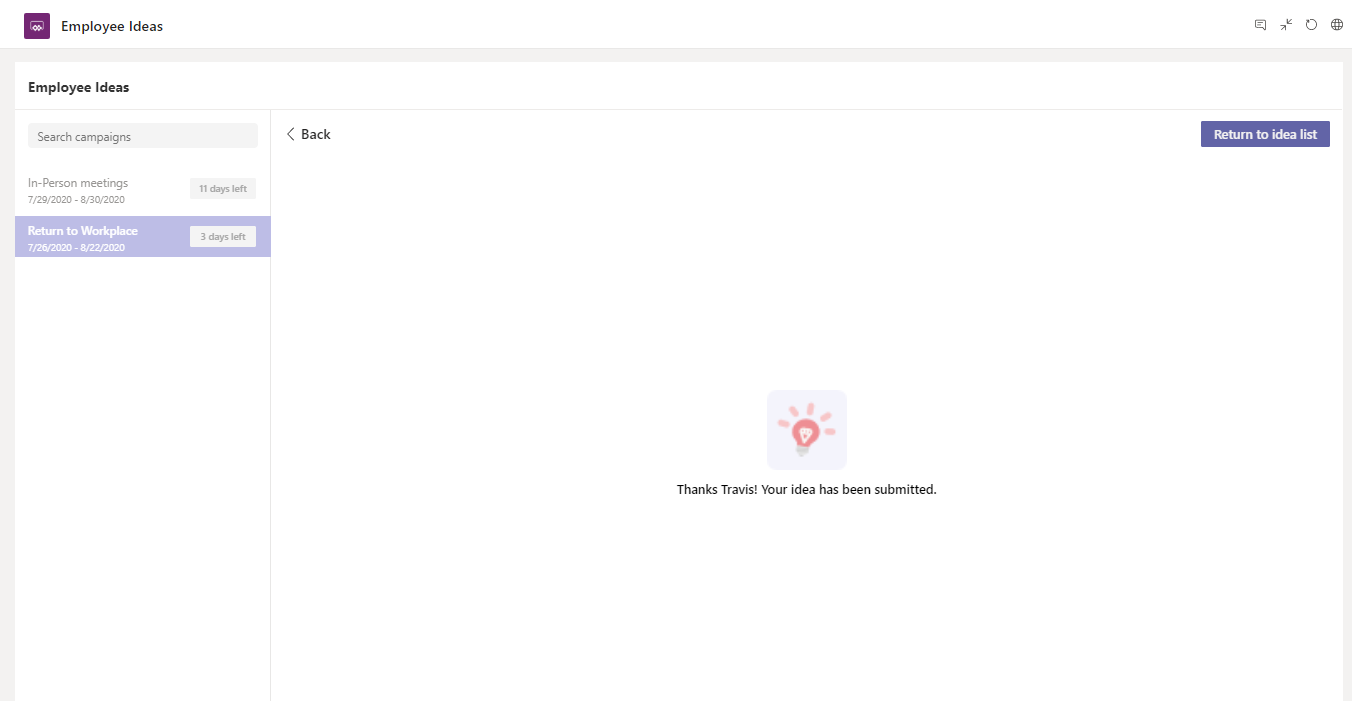 Employee Ideas
Employee Ideas
Search campaigns
In-Person meetings
7/29/2020 - 8/30/2020
11 days left
Return to Workplace
7/26/2020 - 8/22/2020
3 days left
Back
Return to idea list
Thanks Travis! Your idea has been submitted.